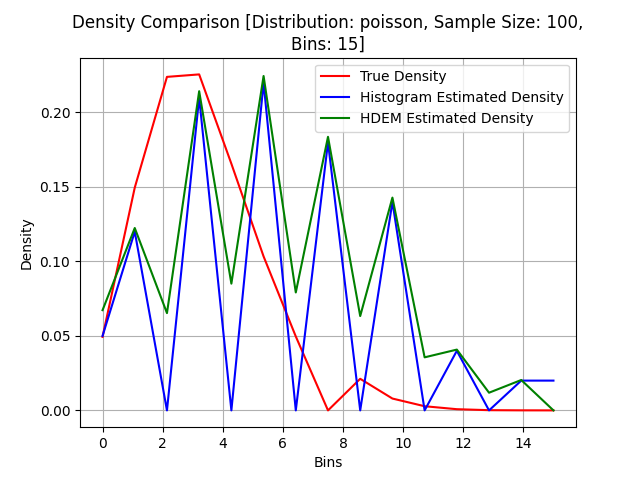 Density Comparison [Distribution: poisson, Sample Size: 100,
Bins: 15]
True Density
Histogram Estimated Density
HDEM Estimated Density
Density
0.20
0.15
0.10
0.05
0.00
0 2 4 6 8 10 12 14
Bins